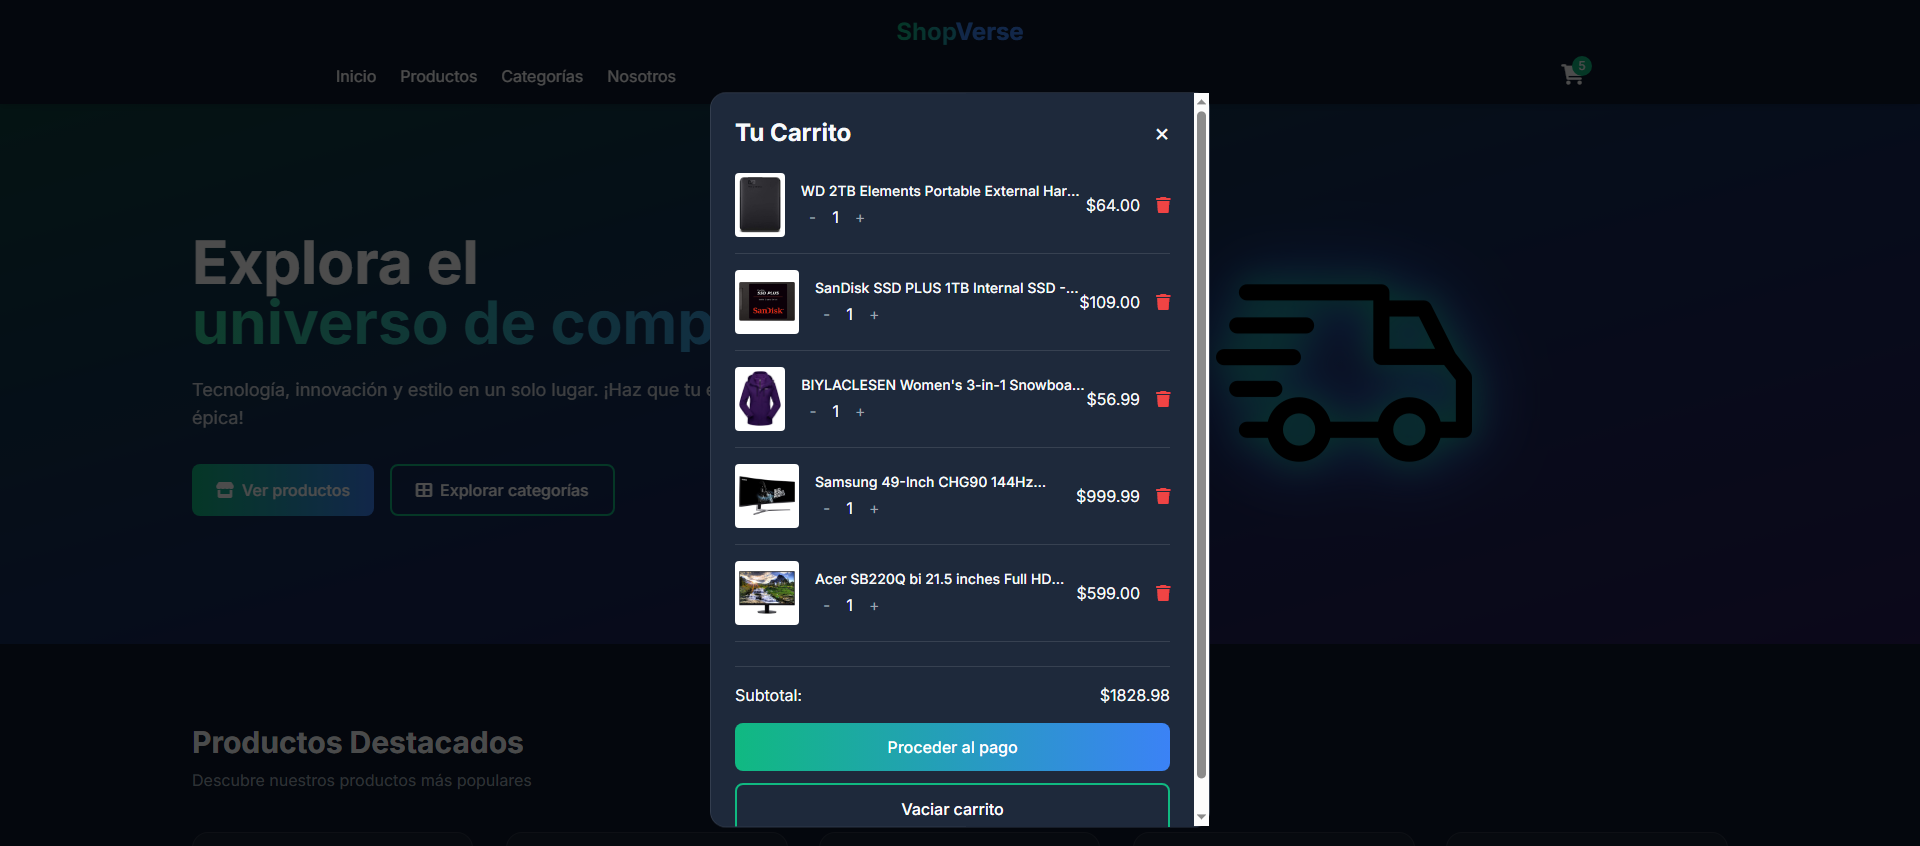 ShopVerse
Inicio Productos Categorías Nosotros
5
Tu Carrito
×
WD 2TB Elements Portable External Har...
- 1 +
$64.00
SanDisk SSD PLUS 1TB Internal SSD -...
- 1 +
$109.00
BIYLACLESEN Women's 3-in-1 Snowboa...
- 1 +
$56.99
Samsung 49-Inch CHG90 144Hz...
- 1 +
$999.99
Acer SB220Q bi 21.5 inches Full HD...
- 1 +
$599.00
Subtotal: $1828.98
Proceder al pago
Vaciar carrito
Explora el
universo de comp
Tecnología, innovación y estilo en un solo lugar. ¡Haz que tu
épica!
Ver productos
Explorar categorías
Productos Destacados
Descubre nuestros productos más populares
SSD PLUS
SanDisk